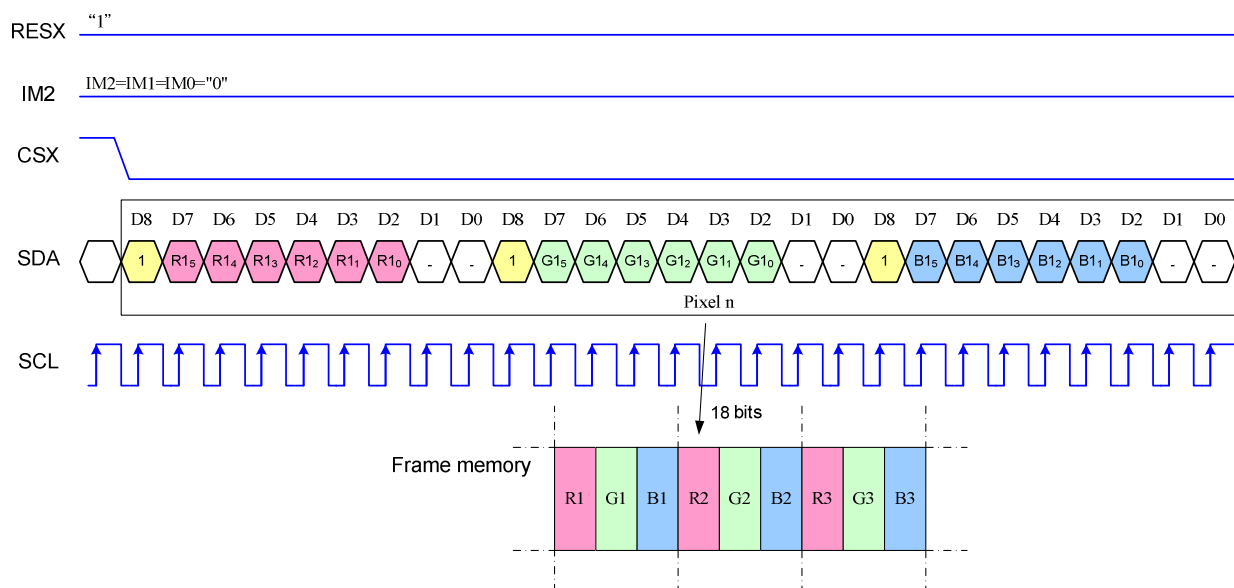 RESX "1"
IM2 IM2=IM1=IM0="0"
CSX
D8 D7 D6 D5 D4 D3 D2 D1 D0 D8 D7 D6 D5 D4 D3 D2 D1 D0 D8 D7 D6 D5 D4 D3 D2 D1 D0
SDA 1 R1₅ R1₄ R1₃ R1₂ R1₁ R1₀ - - 1 G1₅ G1₄ G1₃ G1₂ G1₁ G1₀ - - 1 B1₅ B1₄ B1₃ B1₂ B1₁ B1₀ - -
Pixel n
SCL
18 bits
Frame memory
R1 G1 B1 R2 G2 B2 R3 G3 B3